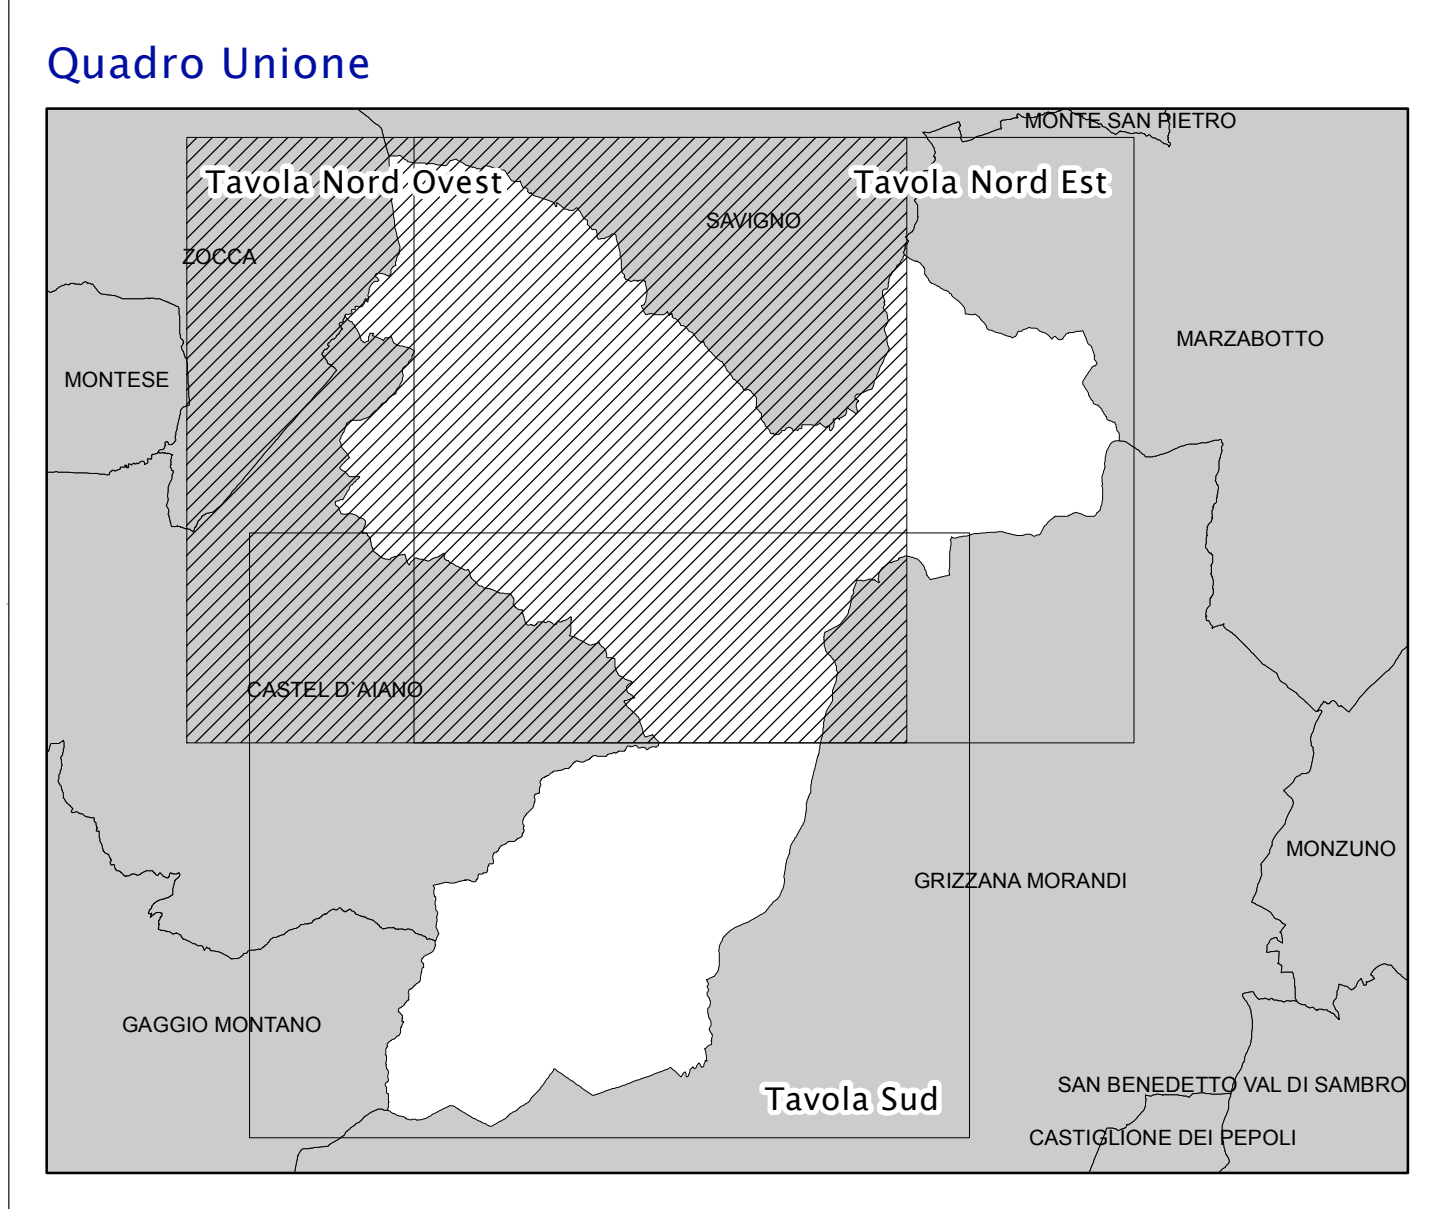 Quadro Unione
MONTE SAN PIETRO
Tavola Nord Ovest
Tavola Nord Est
SAVIGNO
ZOCCA
MARZABOTTO
MONTESE
CASTEL D`AIANO
MONZUNO
GRIZZANA MORANDI
GAGGIO MONTANO
SAN BENEDETTO VAL DI SAMBRO
Tavola Sud
CASTIGLIONE DEI PEPOLI